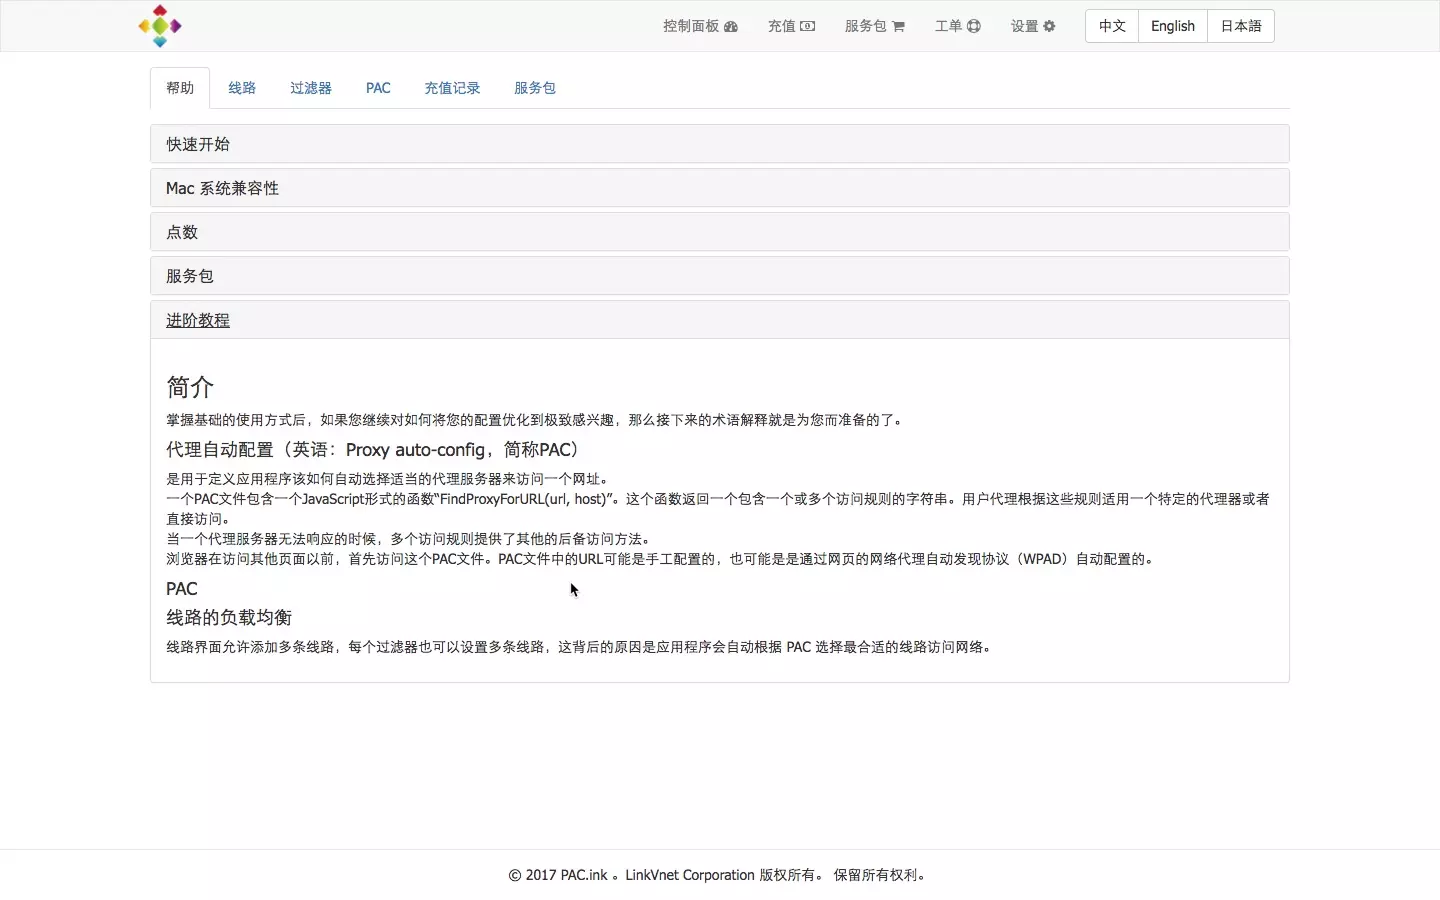 控制面板
充值
服务包
工单
设置
中文
English
日本語
帮助
线路
过滤器
PAC
充值记录
服务包
快速开始
Mac 系统兼容性
点数
服务包
进阶教程
简介
掌握基础的使用方式后，如果您继续对如何将您的配置优化到极致感兴趣，那么接下来的术语解释就是为您而准备的了。
代理自动配置（英语：Proxy auto-config，简称PAC）
是用于定义应用程序该如何自动选择适当的代理服务器来访问一个网址。
一个PAC文件包含一个JavaScript形式的函数“FindProxyForURL(url, host)”。这个函数返回一个包含一个或多个访问规则的字符串。用户代理根据这些规则适用一个特定的代理器或者
直接访问。
当一个代理服务器无法响应的时候，多个访问规则提供了其他的后备访问方法。
浏览器在访问其他页面以前，首先访问这个PAC文件。PAC文件中的URL可能是手工配置的，也可能是是通过网页的网络代理自动发现协议（WPAD）自动配置的。
PAC
线路的负载均衡
线路界面允许添加多条线路，每个过滤器也可以设置多条线路，这背后的原因是应用程序会自动根据 PAC 选择最合适的线路访问网络。
© 2017 PAC.ink 。LinkVnet Corporation 版权所有。 保留所有权利。